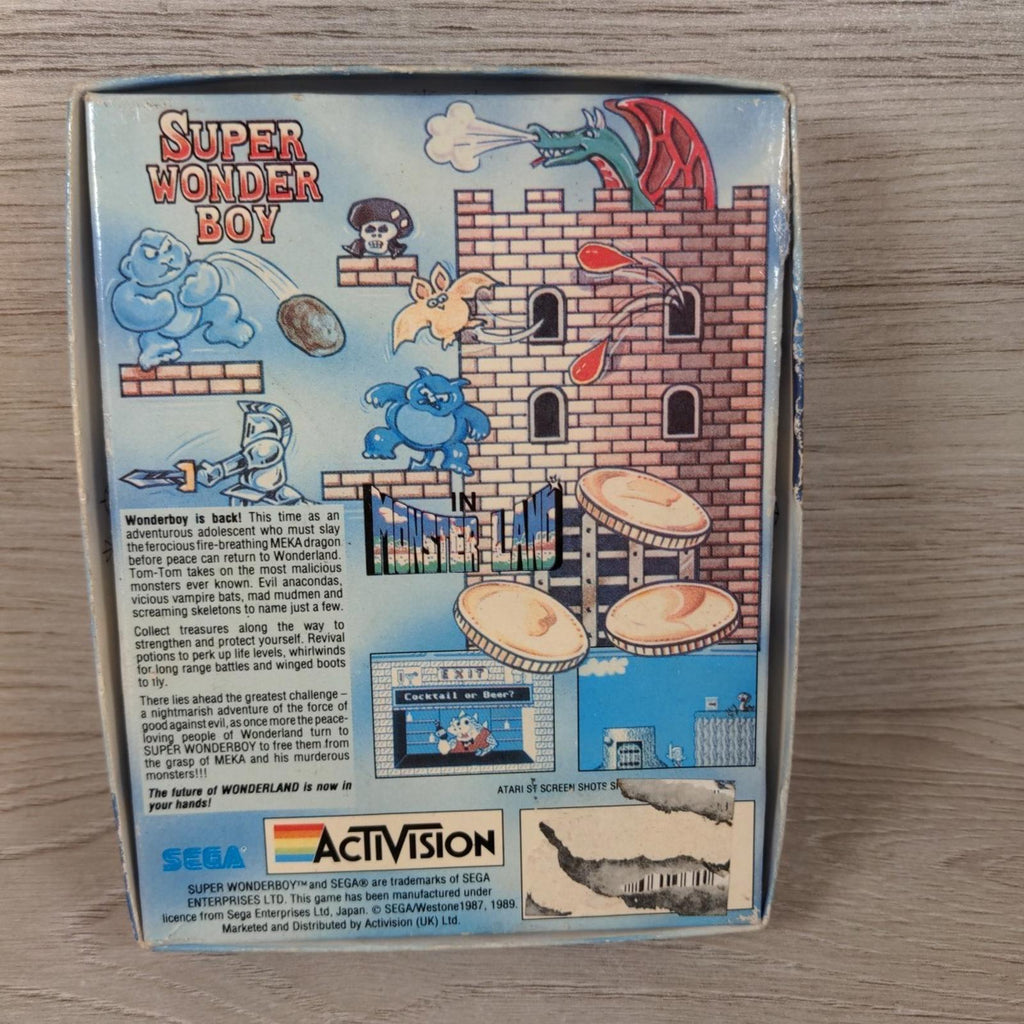 SUPER
WONDER
BOY
IN
MONSTER LAND
Wonderboy is back! This time as an
adventurous adolescent who must slay
the ferocious fire-breathing MEKA dragon
before peace can return to Wonderland.
Tom-Tom takes on the most malicious
monsters ever known. Evil anacondas,
vicious vampire bats, mad mudmen and
screaming skeletons to name just a few.
Collect treasures along the way to
strengthen and protect yourself. Revival
potions to perk up life levels, whirlwinds
for long range battles and winged boots
to fly.
There lies ahead the greatest challenge –
a nightmarish adventure of the force of
good against evil, as once more the peace-
loving people of Wonderland turn to
SUPER WONDERBOY to free them from
the grasp of MEKA and his murderous
monsters!!!
The future of WONDERLAND is now in
your hands!
EXIT
Cocktail or Beer?
ATARI ST SCREEN SHOTS
SEGA
ACTIVISION
SUPER WONDERBOY™ and SEGA® are trademarks of SEGA
ENTERPRISES LTD. This game has been manufactured under
licence from Sega Enterprises Ltd, Japan. © SEGA/Westone1987, 1989.
Marketed and Distributed by Activision (UK) Ltd.